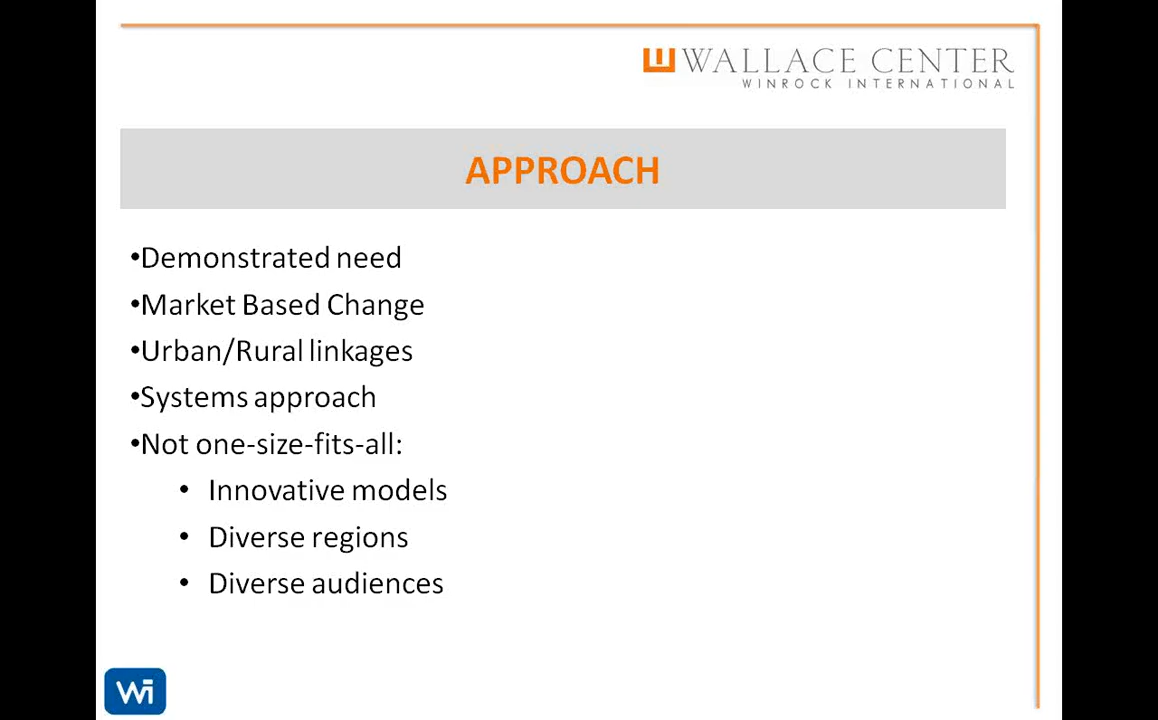 WALLACE CENTER
WINROCK INTERNATIONAL
APPROACH
•Demonstrated need
•Market Based Change
•Urban/Rural linkages
•Systems approach
•Not one-size-fits-all:
• Innovative models
• Diverse regions
• Diverse audiences
Wi